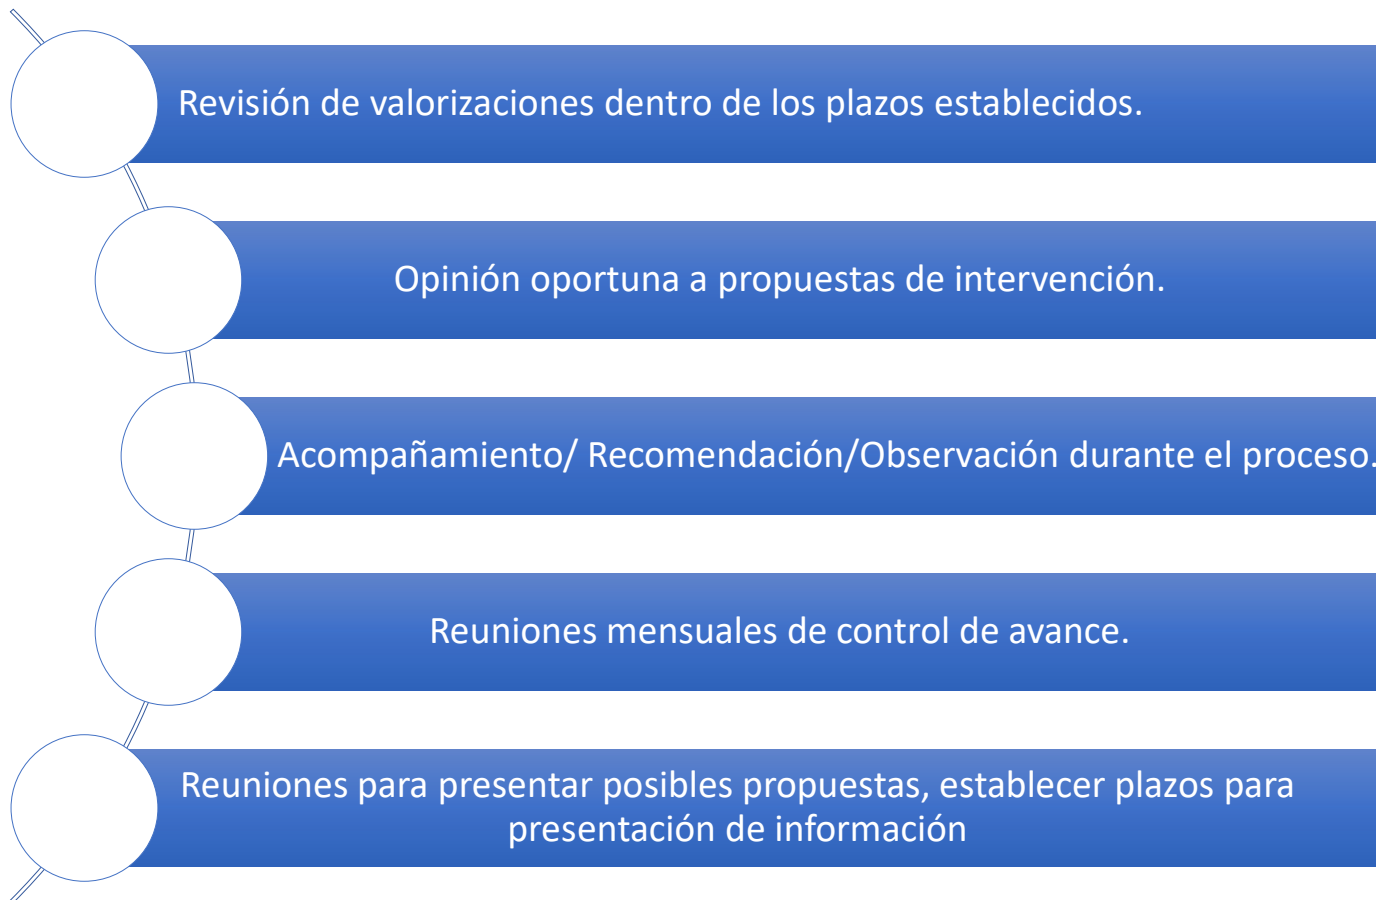 Revisión de valorizaciones dentro de los plazos establecidos.
Opinión oportuna a propuestas de intervención.
Acompañamiento/ Recomendación/Observación durante el proceso.
Reuniones mensuales de control de avance.
Reuniones para presentar posibles propuestas, establecer plazos para
presentación de información